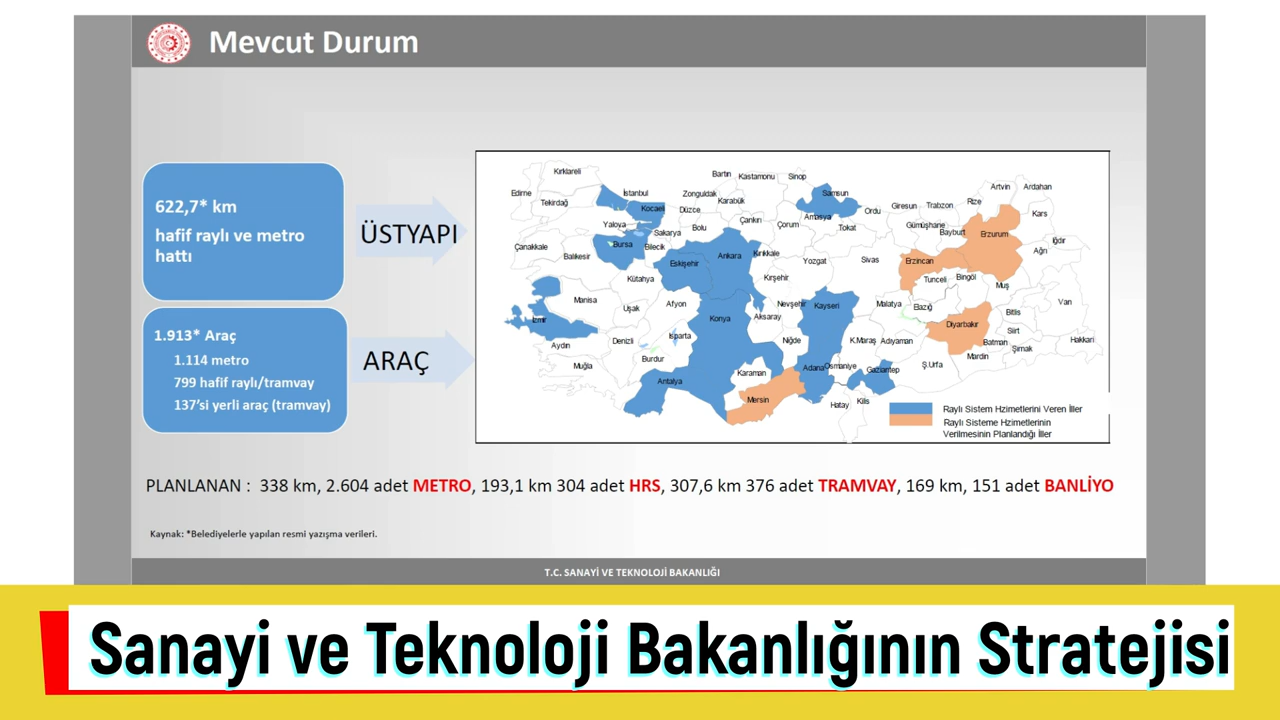 Mevcut Durum
622,7* km
hafif raylı ve metro
hattı
ÜSTYAPI
1.913* Araç
1.114 metro
799 hafif raylı/tramvay
137'si yerli araç (tramvay)
ARAÇ
Kırklareli
Edirne
Tekirdağ
İstanbul
Kocaeli
Yaloya
Sakarya
Düzce
Zonguldak
Bartın
Karabük
Kastamonu
Sinop
Samsun
Amasya
Çankırı
Çorum
Tokat
Ordu
Giresun
Trabzon
Rize
Artvin
Ardahan
Kars
Gümüşhane
Bayburt
Erzurum
Iğdır
Ağrı
Çanakkale
Balıkesir
Bursa
Bilecik
Bolu
Eskişehir
Ankara
Kırıkkale
Yozgat
Sivas
Erzincan
Tunceli
Bingöl
Muş
Kütahya
Kırşehir
Manisa
Uşak
Afyon
İzmir
Konya
Aksaray
Nevşehir
Kayseri
Malatya
Bazığ
Diyarbakır
Bitlis
Van
Siirt
Hakkari
Batman
Şirnak
Mardin
Aydın
Denizli
Isparta
Burdur
Muğla
Antalya
Niğde
Karaman
Mersin
Adana
Osmaniye
K.Maraş
Adıyaman
Gaziantep
Ş.Urfa
Hatay
Kilis
Raylı Sistem Hzimetlerini Veren İller
Raylı Sisteme Hzimetlerinin
Verilmesinin Planlandığı İller
PLANLANAN : 338 km, 2.604 adet METRO, 193,1 km 304 adet HRS, 307,6 km 376 adet TRAMVAY, 169 km, 151 adet BANLİYO
Kaynak: *Belediyelerle yapılan resmi yazışma verileri.
T.C. SANAYİ VE TEKNOLOJİ BAKANLIĞI
Sanayi ve Teknoloji Bakanlığının Stratejisi